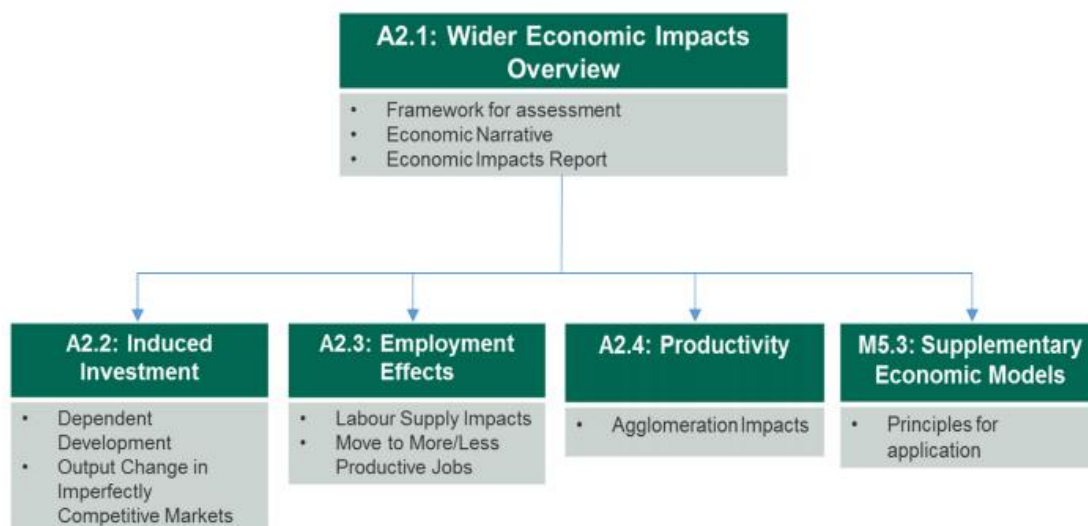 A2.1: Wider Economic Impacts
Overview
• Framework for assessment
• Economic Narrative
• Economic Impacts Report
A2.2: Induced
Investment
• Dependent
Development
• Output Change in
Imperfectly
Competitive Markets
A2.3: Employment
Effects
• Labour Supply Impacts
• Move to More/Less
Productive Jobs
A2.4: Productivity
• Agglomeration Impacts
M5.3: Supplementary
Economic Models
• Principles for
application